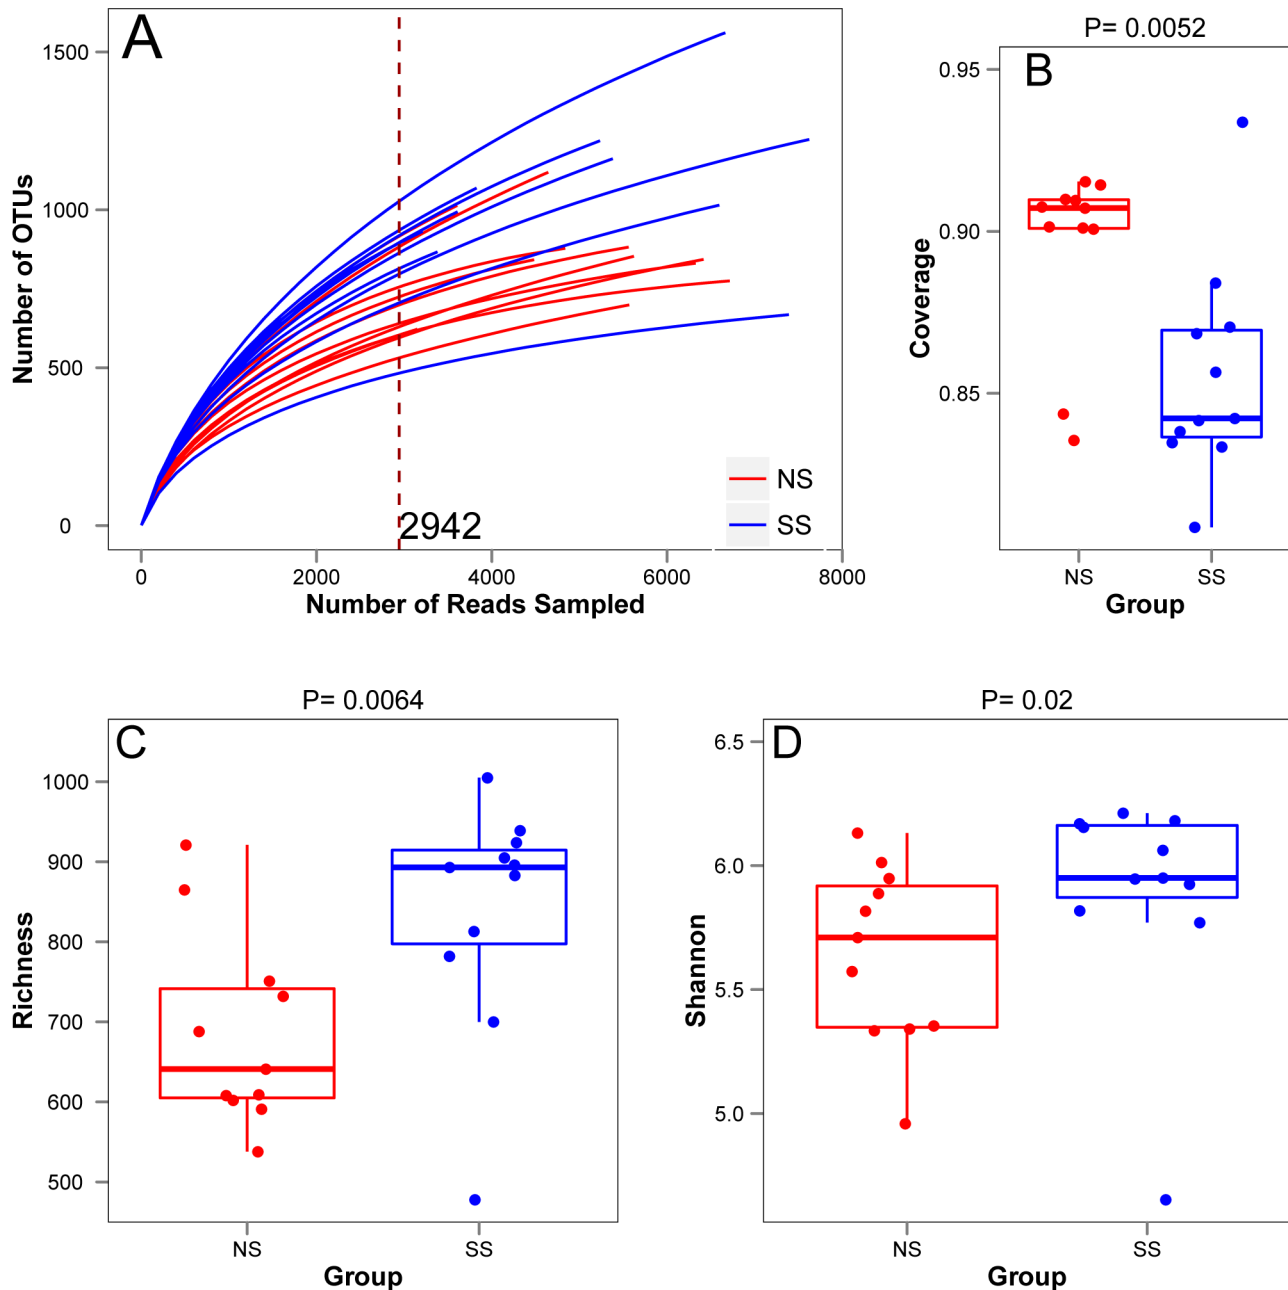 A
1500
1000
500
0
Number of OTUs
2942
NS
SS
0 2000 4000 6000 8000
Number of Reads Sampled
P= 0.0052
B
0.95
0.90
0.85
Coverage
NS SS
Group
P= 0.0064
C
1000
900
800
700
600
500
Richness
NS SS
Group
P= 0.02
D
6.5
6.0
5.5
5.0
Shannon
NS SS
Group